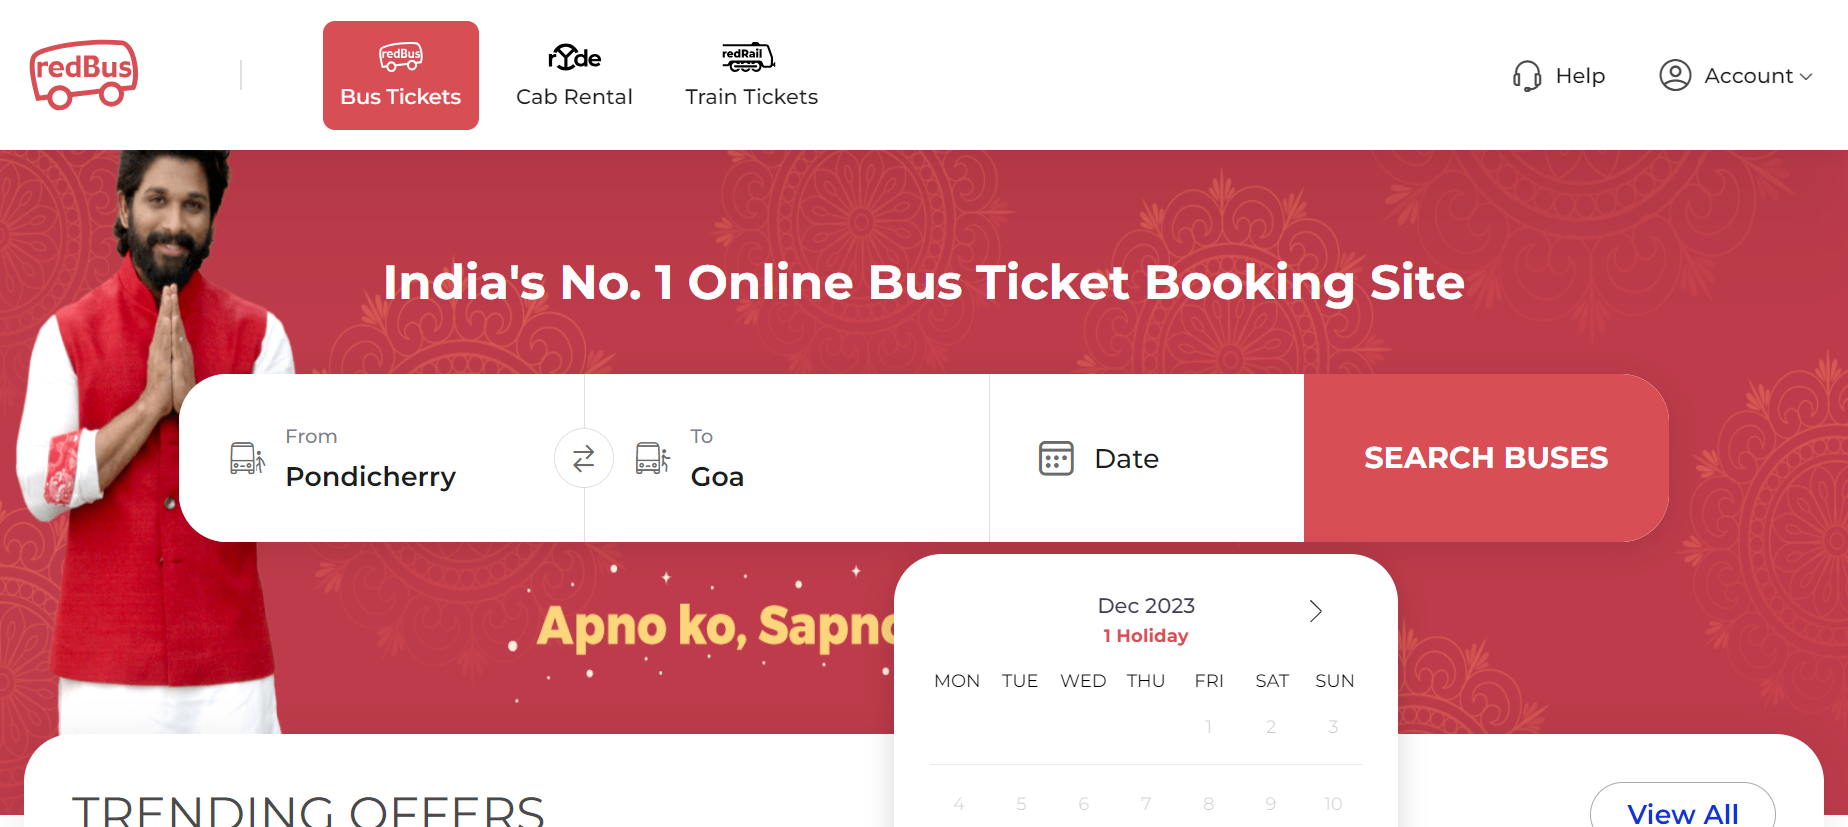 redBus
redBus
Bus Tickets
rYde
Cab Rental
redRail
Train Tickets
Help
Account
India's No. 1 Online Bus Ticket Booking Site
From
Pondicherry
To
Goa
Date
SEARCH BUSES
Apno ko, Sapno
Dec 2023
1 Holiday
MON TUE WED THU FRI SAT SUN
1 2 3
4 5 6 7 8 9 10
TRENDING OFFERS
View All